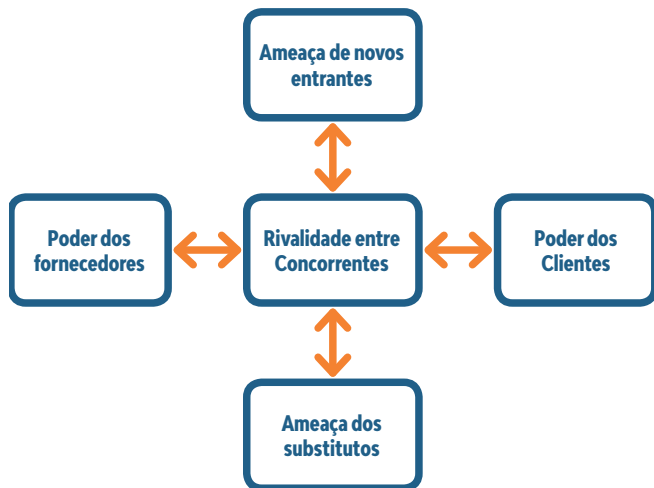 Ameaça de novos
entrantes
Poder dos
fornecedores
Rivalidade entre
Concorrentes
Poder dos
Clientes
Ameaça dos
substitutos